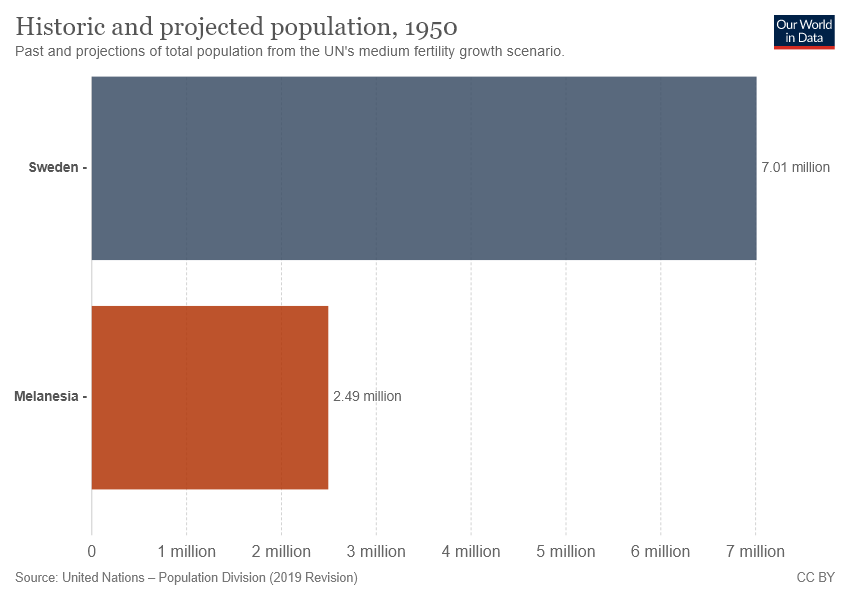 Historic and projected population, 1950
Past and projections of total population from the UN's medium fertility growth scenario.
Our World
in Data
Sweden -
7.01 million
Melanesia -
2.49 million
0
1 million
2 million
3 million
4 million
5 million
6 million
7 million
Source: United Nations – Population Division (2019 Revision)
CC BY